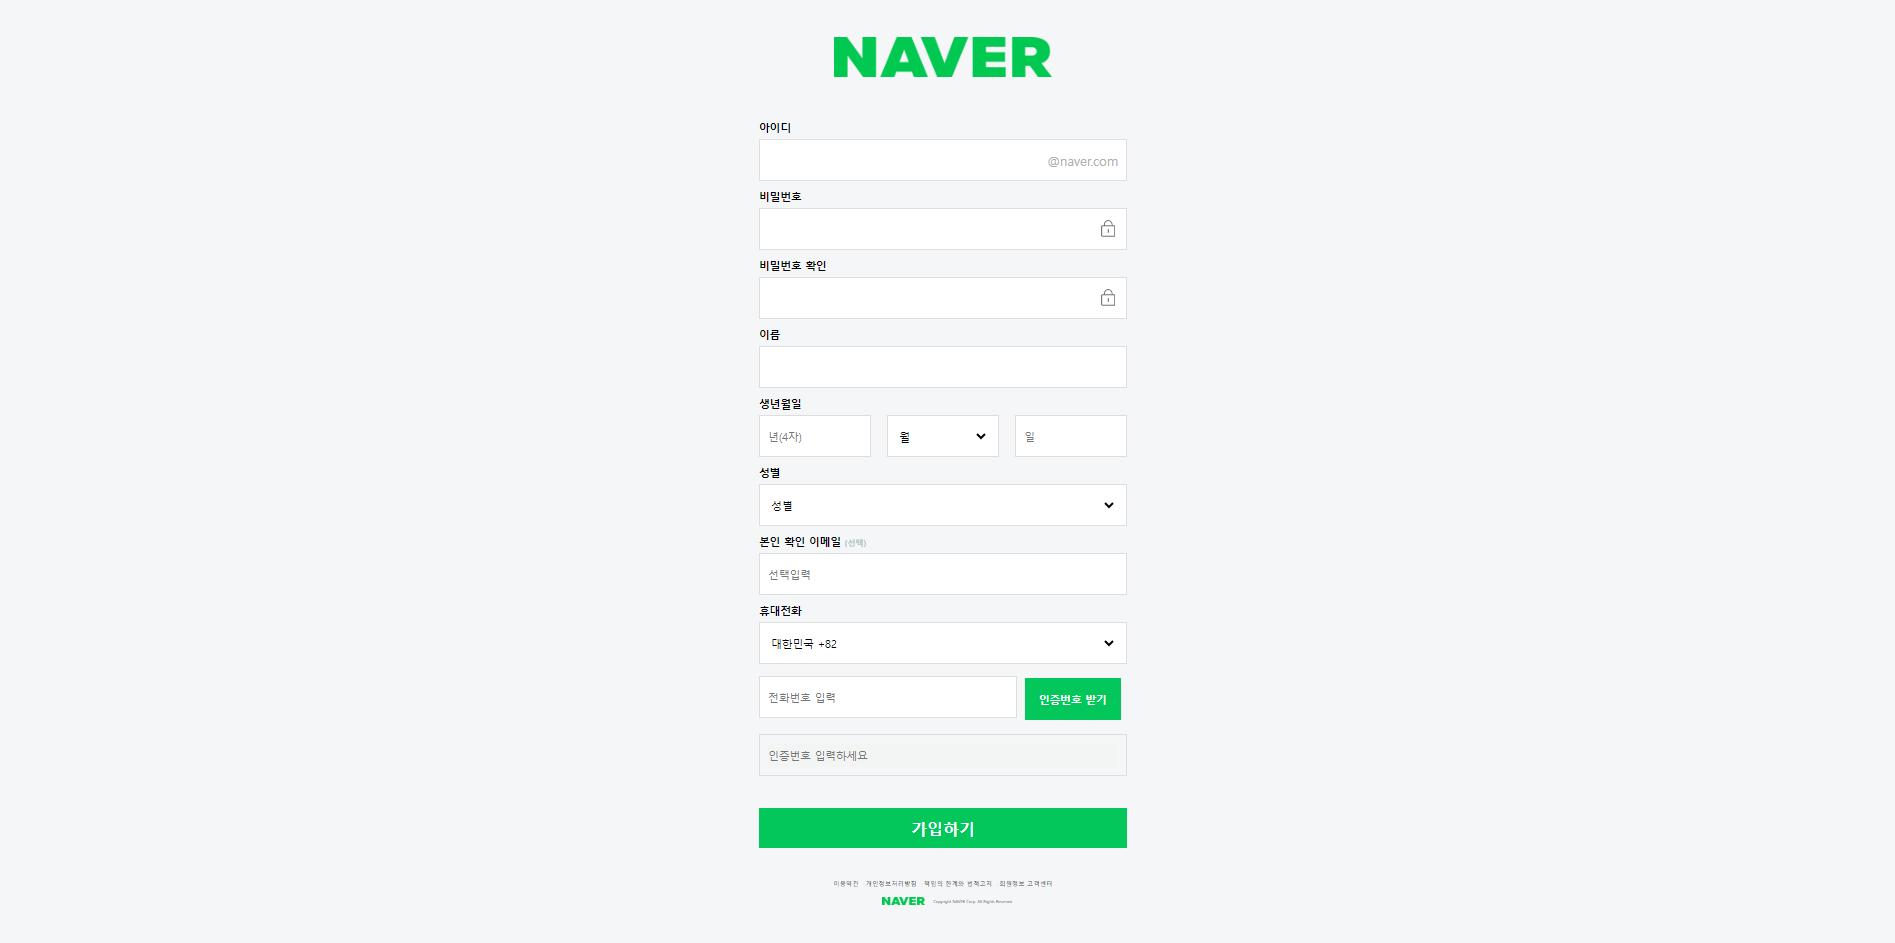 NAVER
아이디
@naver.com
비밀번호
비밀번호 확인
이름
생년월일
년(4자) 월 일
성별
성별
본인 확인 이메일 (선택)
선택입력
휴대전화
대한민국 +82
전화번호 입력 인증번호 받기
인증번호 입력하세요
가입하기
이용약관 개인정보처리방침 책임의 한계와 법적고지 회원정보 고객센터
NAVER Copyright NAVER Corp. All Rights Reserved.